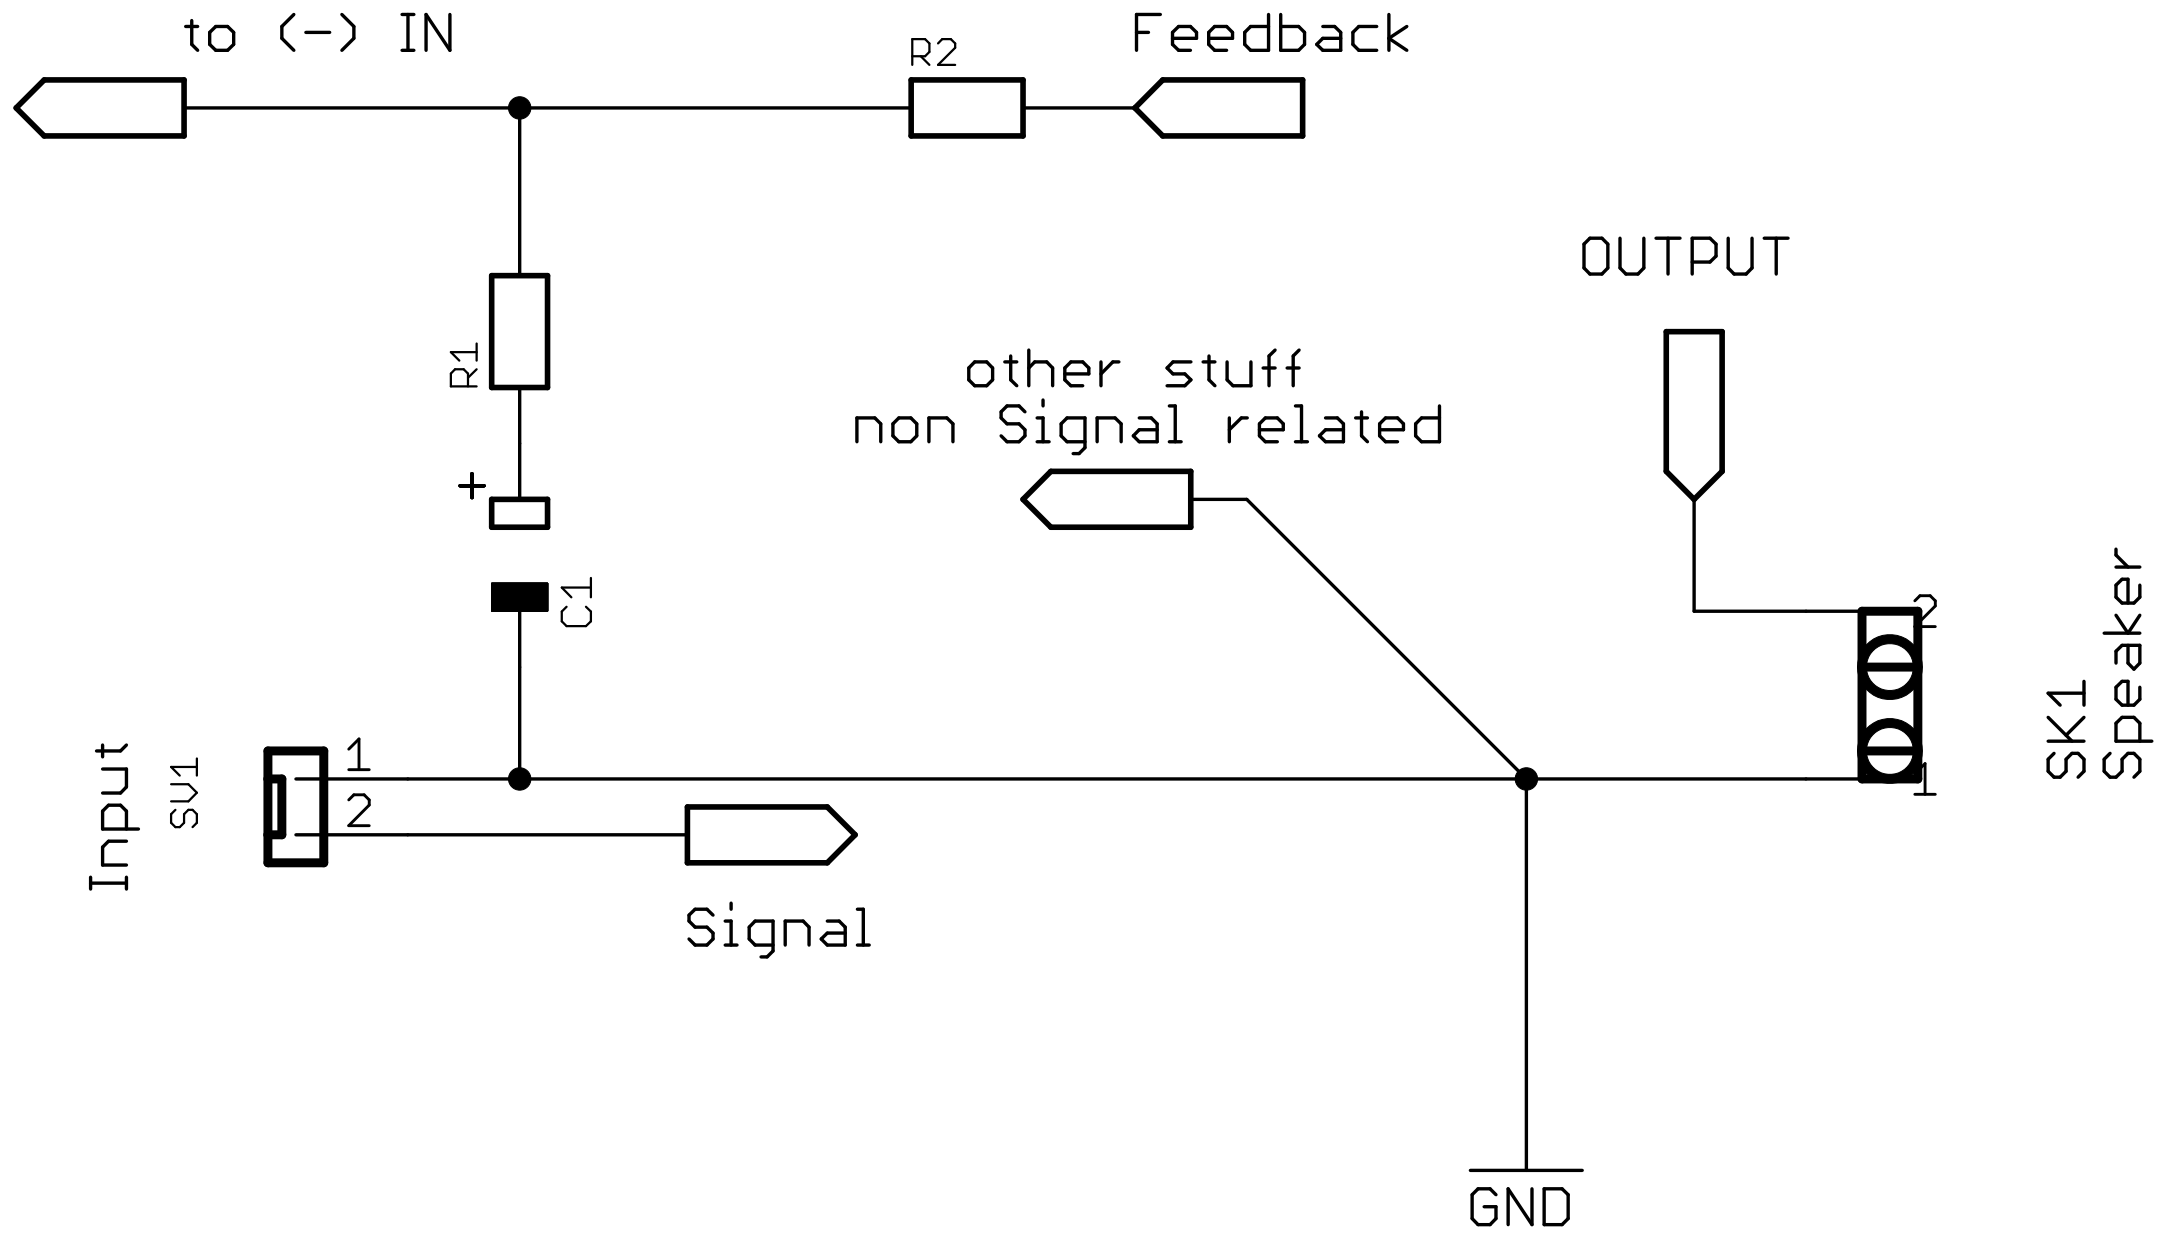 to (-) IN
R2
Feedback
OUTPUT
R1
other stuff
non Signal related
+
C1
2
SK1
Speaker
1
Input
SV1
1
2
Signal
GND